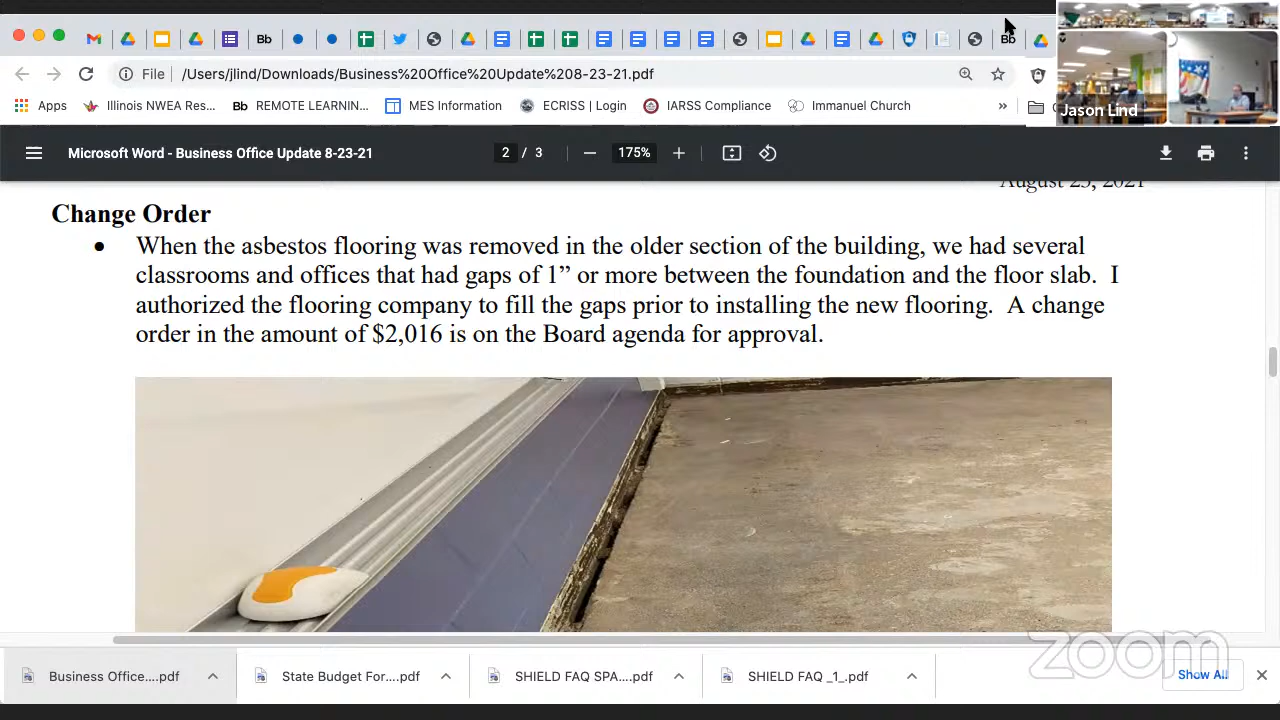 Bb
Bb
File
/Users/jlind/Downloads/Business%20Office%20Update%208-23-21.pdf
Apps
Illinois NWEA Res...
Bb REMOTE LEARNIN...
MES Information
ECRISS | Login
IARSS Compliance
Immanuel Church
»
Jason Lind
Microsoft Word - Business Office Update 8-23-21
2 / 3
175%
August 23, 2021
Change Order
• When the asbestos flooring was removed in the older section of the building, we had several
classrooms and offices that had gaps of 1” or more between the foundation and the floor slab. I
authorized the flooring company to fill the gaps prior to installing the new flooring. A change
order in the amount of $2,016 is on the Board agenda for approval.
zoom
Business Office....pdf
State Budget For....pdf
SHIELD FAQ SPA....pdf
SHIELD FAQ _1_.pdf
Show All